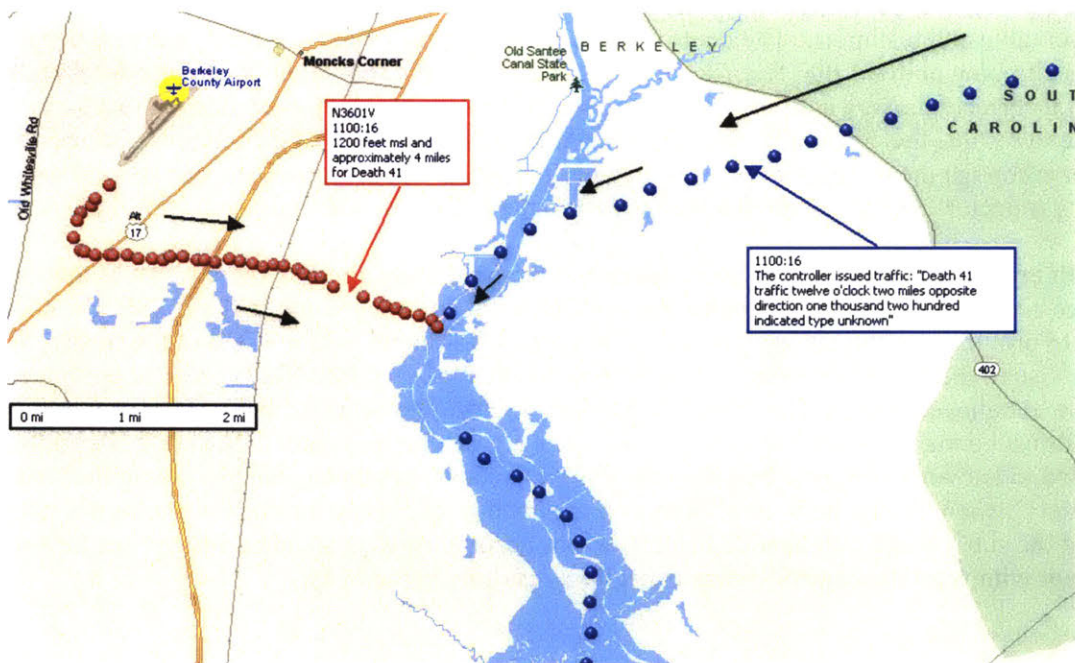 Old Santee
Canal State
Park
BERKELEY
Moncks Corner
Berkeley
County Airport
SOUT
CAROLIN
N3601V
1100:16
1200 feet msl and
approximately 4 miles
for Death 41
Old Whitesville Rd
Alt
17
1100:16
The controller issued traffic: "Death 41
traffic twelve o'clock two miles opposite
direction one thousand two hundred
indicated type unknown"
402
0 mi 1 mi 2 mi